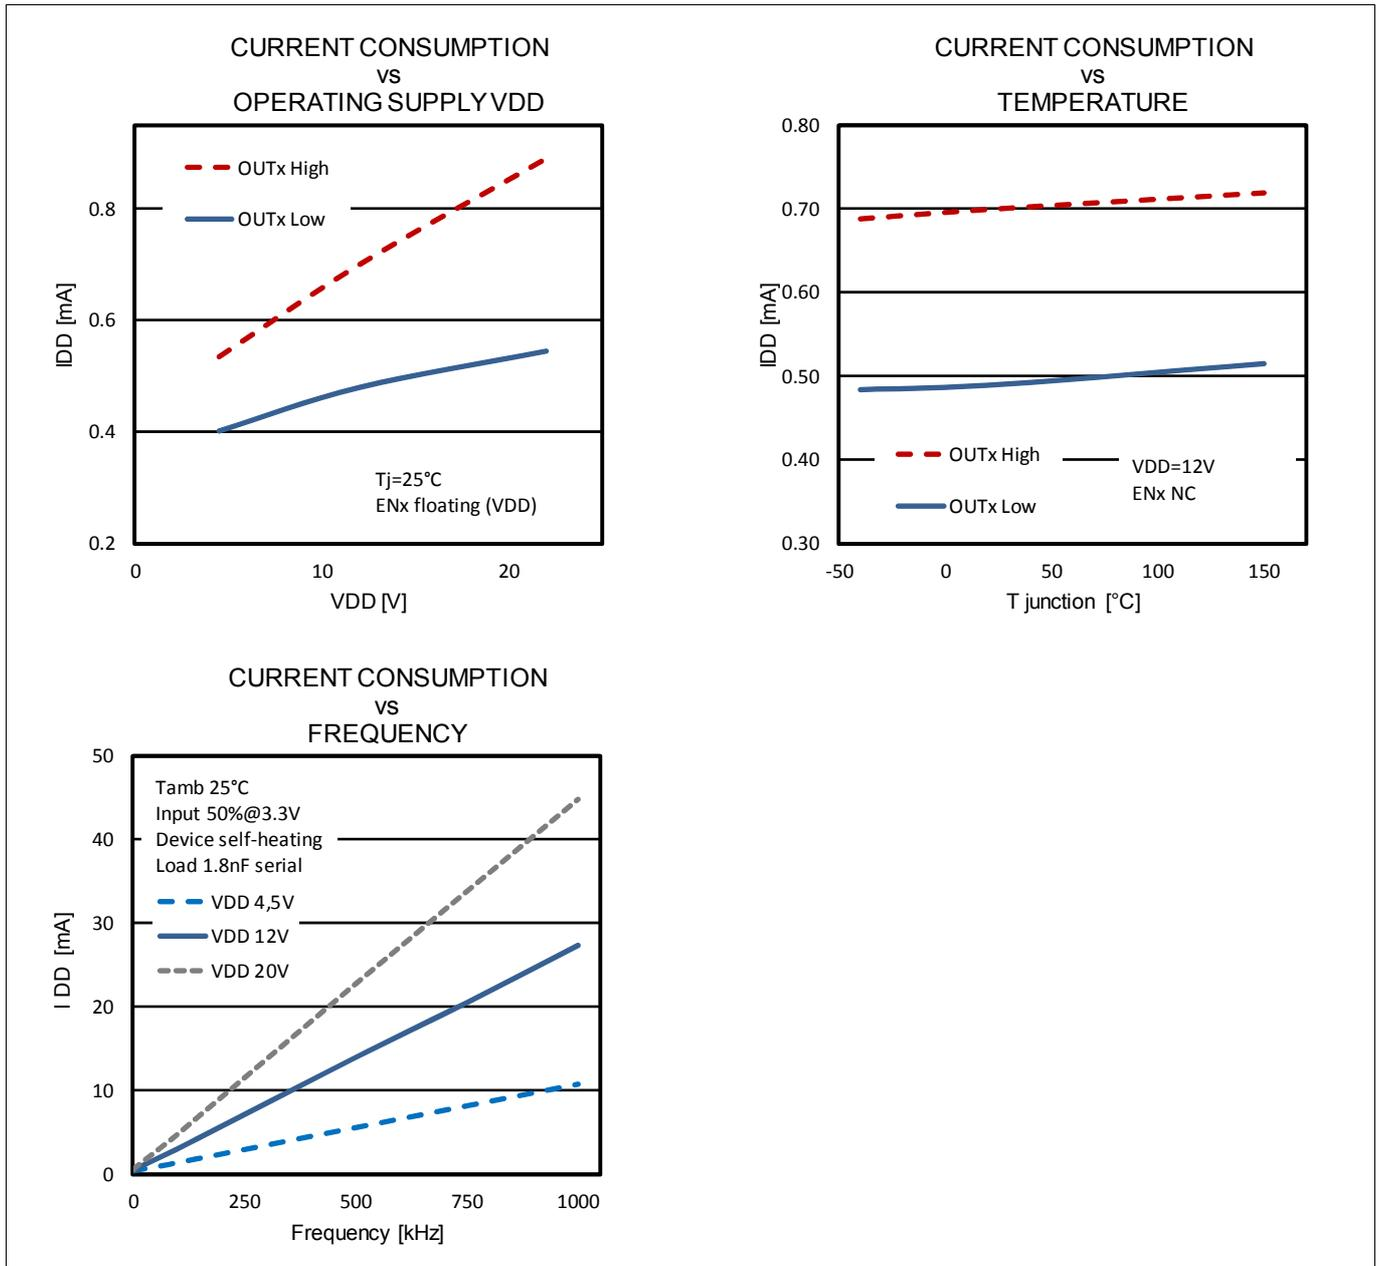 CURRENT CONSUMPTION
vs
OPERATING SUPPLY VDD
OUTx High
OUTx Low
0.8
0.6
0.4
0.2
IDD [mA]
Tj=25°C
ENx floating (VDD)
0 10 20
VDD [V]
CURRENT CONSUMPTION
vs
TEMPERATURE
0.80
0.70
0.60
0.50
0.40
0.30
IDD [mA]
OUTx High
OUTx Low
VDD=12V
ENx NC
-50 0 50 100 150
T junction [°C]
CURRENT CONSUMPTION
vs
FREQUENCY
50
40
30
20
10
0
I DD [mA]
Tamb 25°C
Input 50%@3.3V
Device self-heating
Load 1.8nF serial
VDD 4,5V
VDD 12V
VDD 20V
0 250 500 750 1000
Frequency [kHz]